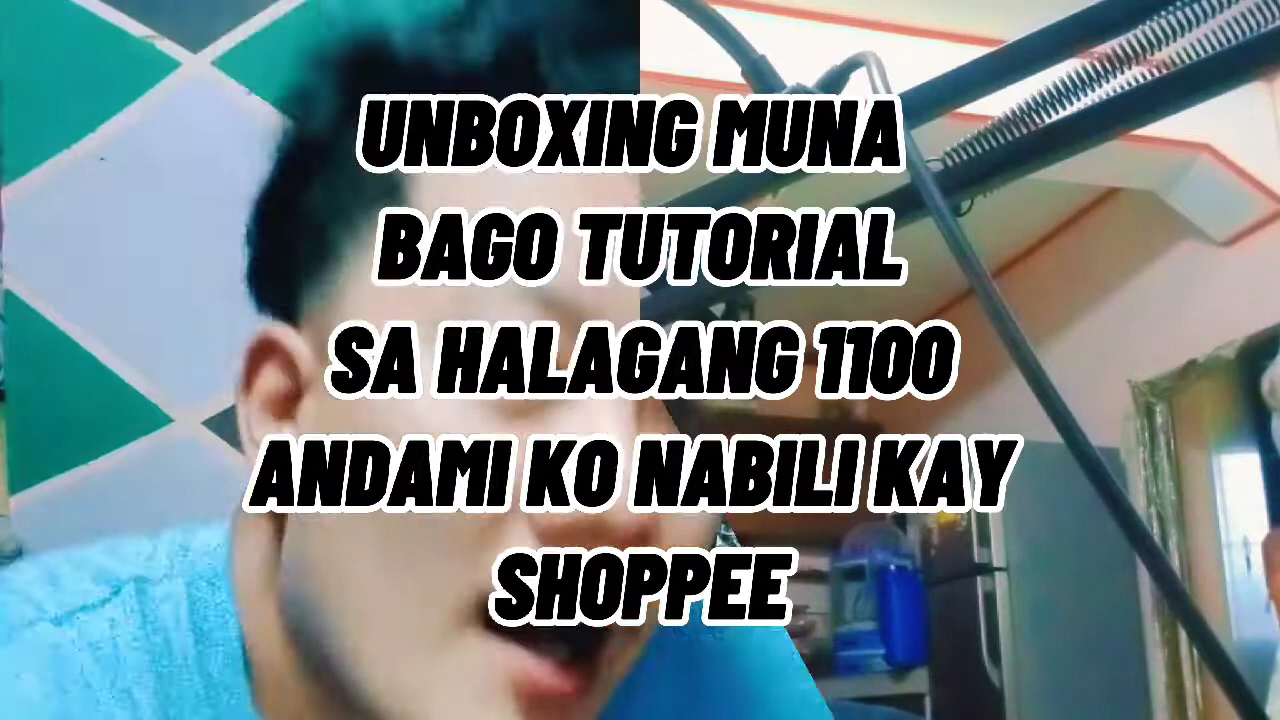 UNBOXING MUNA
BAGO TUTORIAL
SA HALAGANG 1100
ANDAMI KO NABILI KAY
SHOPPEE